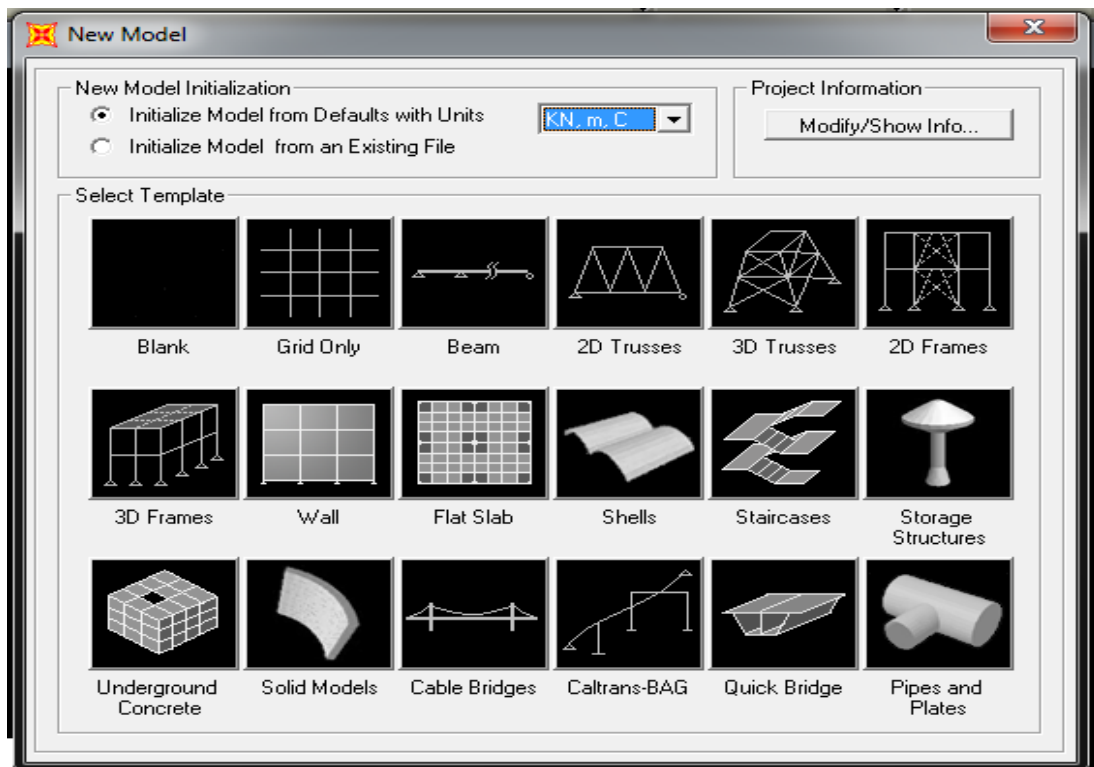 New Model
New Model Initialization
Initialize Model from Defaults with Units
KN, m, C
Initialize Model from an Existing File
Project Information
Modify/Show Info...
Select Template
Blank
Grid Only
Beam
2D Trusses
3D Trusses
2D Frames
3D Frames
Wall
Flat Slab
Shells
Staircases
Storage
Structures
Underground
Concrete
Solid Models
Cable Bridges
Caltrans-BAG
Quick Bridge
Pipes and
Plates